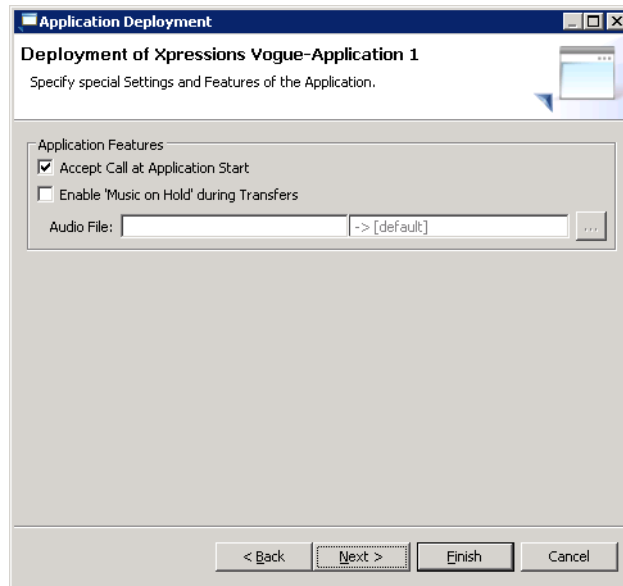 Application Deployment
Deployment of Xpressions Vogue-Application 1
Specify special Settings and Features of the Application.
Application Features
Accept Call at Application Start
Enable 'Music on Hold' during Transfers
Audio File: -> [default] ...
< Back Next > Finish Cancel